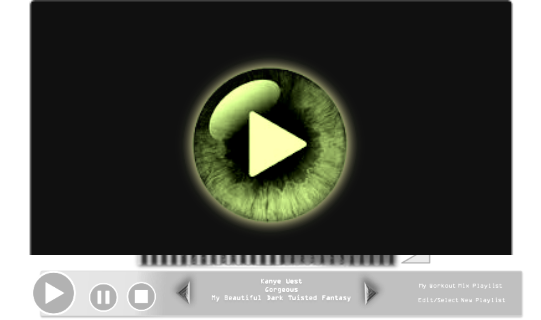 Kanye West
Gorgeous
My Beautiful Dark Twisted Fantasy
My Workout Mix Playlist
Edit/Select New Playlist